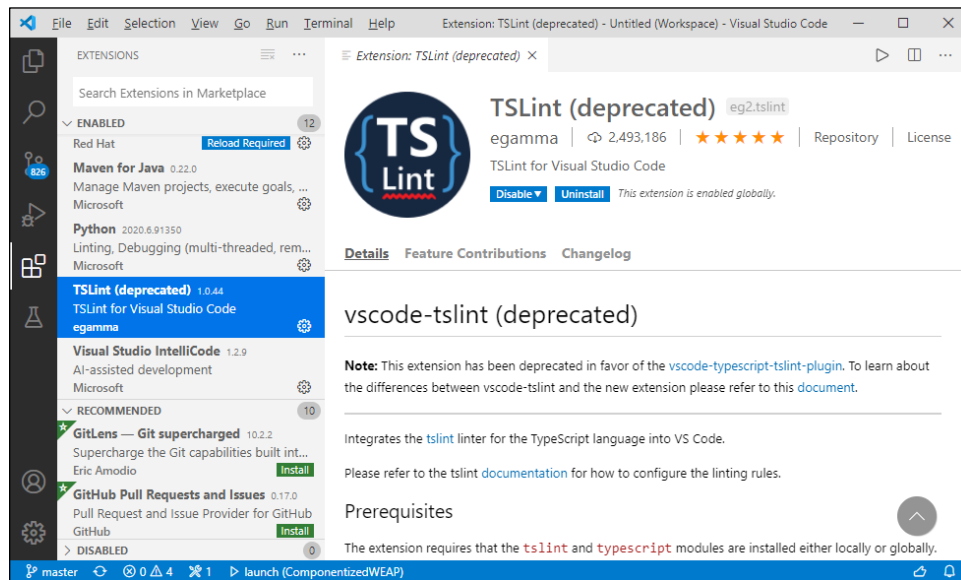 File Edit Selection View Go Run Terminal Help Extension: TSLint (deprecated) - Untitled (Workspace) - Visual Studio Code
EXTENSIONS
Search Extensions in Marketplace
ENABLED 12
Red Hat Reload Required
Maven for Java 0.22.0
Manage Maven projects, execute goals, ...
Microsoft
Python 2020.6.91350
Linting, Debugging (multi-threaded, rem...
Microsoft
TSLint (deprecated) 1.0.44
TSLint for Visual Studio Code
egamma
Visual Studio IntelliCode 1.2.9
AI-assisted development
Microsoft
RECOMMENDED 10
GitLens — Git supercharged 10.2.2
Supercharge the Git capabilities built int...
Eric Amodio Install
GitHub Pull Requests and Issues 0.17.0
Pull Request and Issue Provider for GitHub
GitHub Install
DISABLED 0
826
Extension: TSLint (deprecated)
TS
Lint
TSLint (deprecated) eg2.tslint
egamma 2,493,186 Repository License
TSLint for Visual Studio Code
Disable Uninstall This extension is enabled globally.
Details Feature Contributions Changelog
vscode-tslint (deprecated)
Note: This extension has been deprecated in favor of the vscode-typescript-tslint-plugin. To learn about
the differences between vscode-tslint and the new extension please refer to this document.
Integrates the tslint linter for the TypeScript language into VS Code.
Please refer to the tslint documentation for how to configure the linting rules.
Prerequisites
The extension requires that the tslint and typescript modules are installed either locally or globally.
master 0 4 1 launch (ComponentizedWEAP)